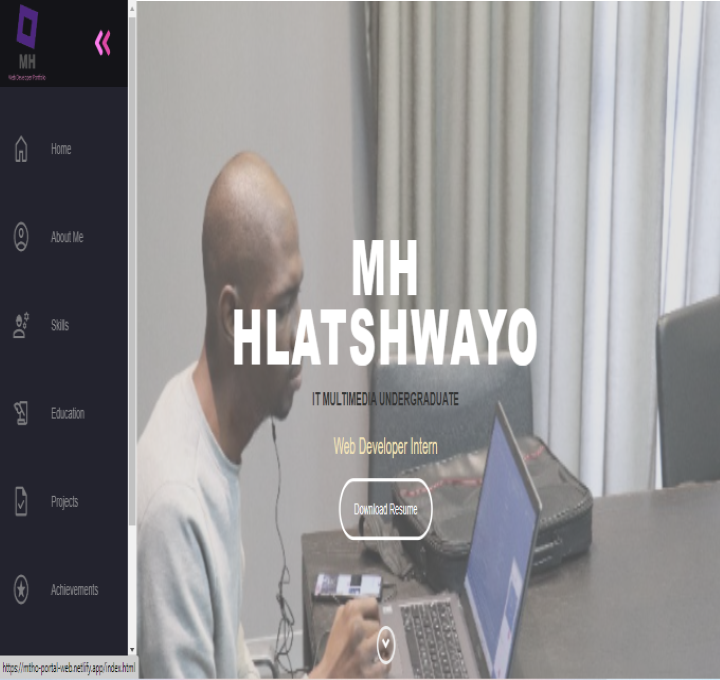 MH
Web Developer Portfolio
Home
About Me
Skills
Education
Projects
Achievements
https://mtho-portal-web.netlify.app/index.html
MH
HLATSHWAYO
IT MULTIMEDIA UNDERGRADUATE
Web Developer Intern
Download Resume